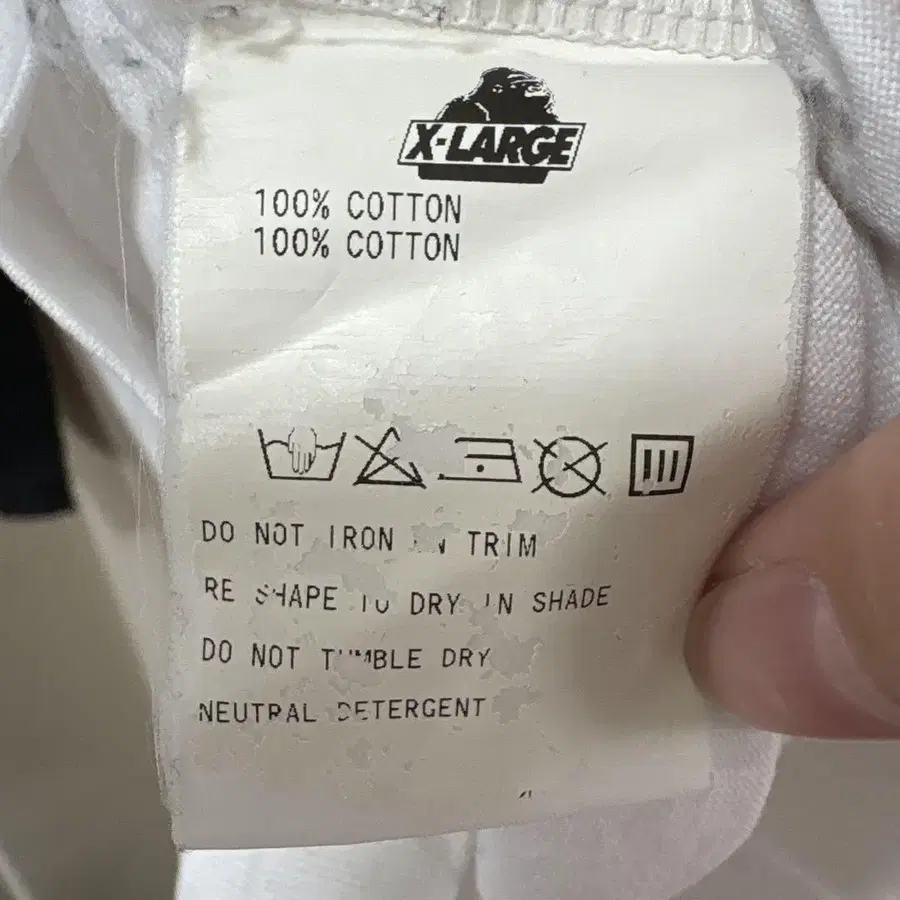 X-LARGE
100% COTTON
100% COTTON
DO NOT IRON TRIM
RE SHAPE TO DRY IN SHADE
DO NOT TUMBLE DRY
NEUTRAL DETERGENT